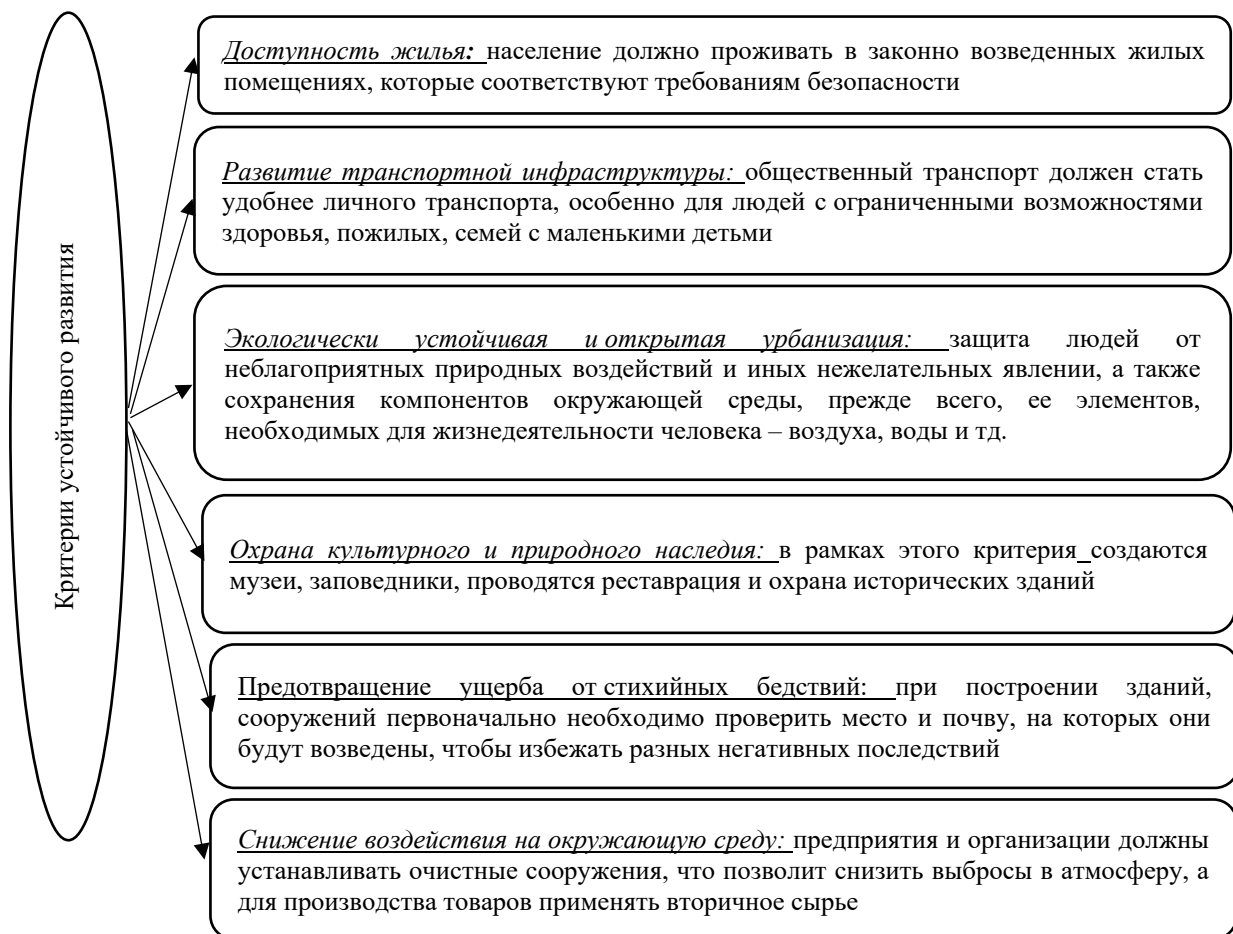 Критерии устойчивого развития
Доступность жилья: население должно проживать в законно возведенных жилых
помещениях, которые соответствуют требованиям безопасности
Развитие транспортной инфраструктуры: общественный транспорт должен стать
удобнее личного транспорта, особенно для людей с ограниченными возможностями
здоровья, пожилых, семей с маленькими детьми
Экологически устойчивая и открытая урбанизация: защита людей от
неблагоприятных природных воздействий и иных нежелательных явлении, а также
сохранения компонентов окружающей среды, прежде всего, ее элементов,
необходимых для жизнедеятельности человека – воздуха, воды и тд.
Охрана культурного и природного наследия: в рамках этого критерия создаются
музеи, заповедники, проводятся реставрация и охрана исторических зданий
Предотвращение ущерба от стихийных бедствий: при построении зданий,
сооружений первоначально необходимо проверить место и почву, на которых они
будут возведены, чтобы избежать разных негативных последствий
Снижение воздействия на окружающую среду: предприятия и организации должны
устанавливать очистные сооружения, что позволит снизить выбросы в атмосферу, а
для производства товаров применять вторичное сырье